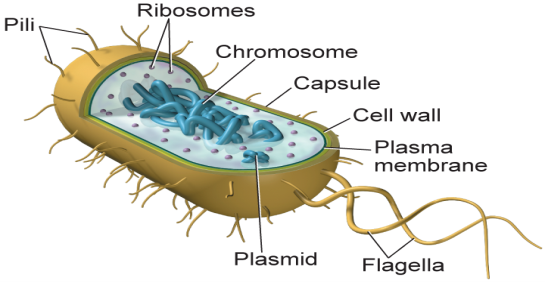 Ribosomes
Pili
Chromosome
Capsule
Cell wall
Plasma
membrane
Plasmid
Flagella